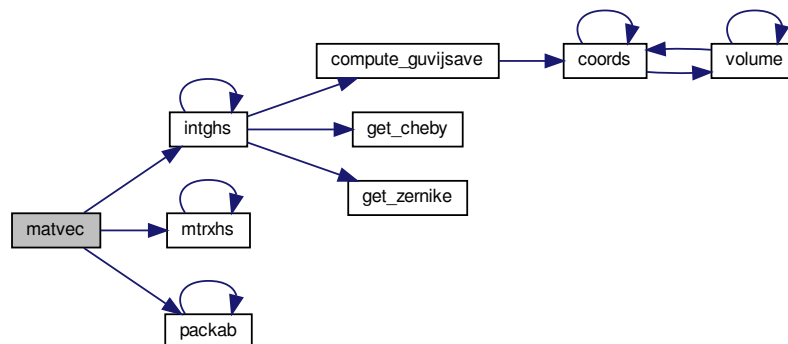 compute_guvijsave
coords
volume
intghs
get_cheby
get_zernike
matvec
mtrxhs
packab